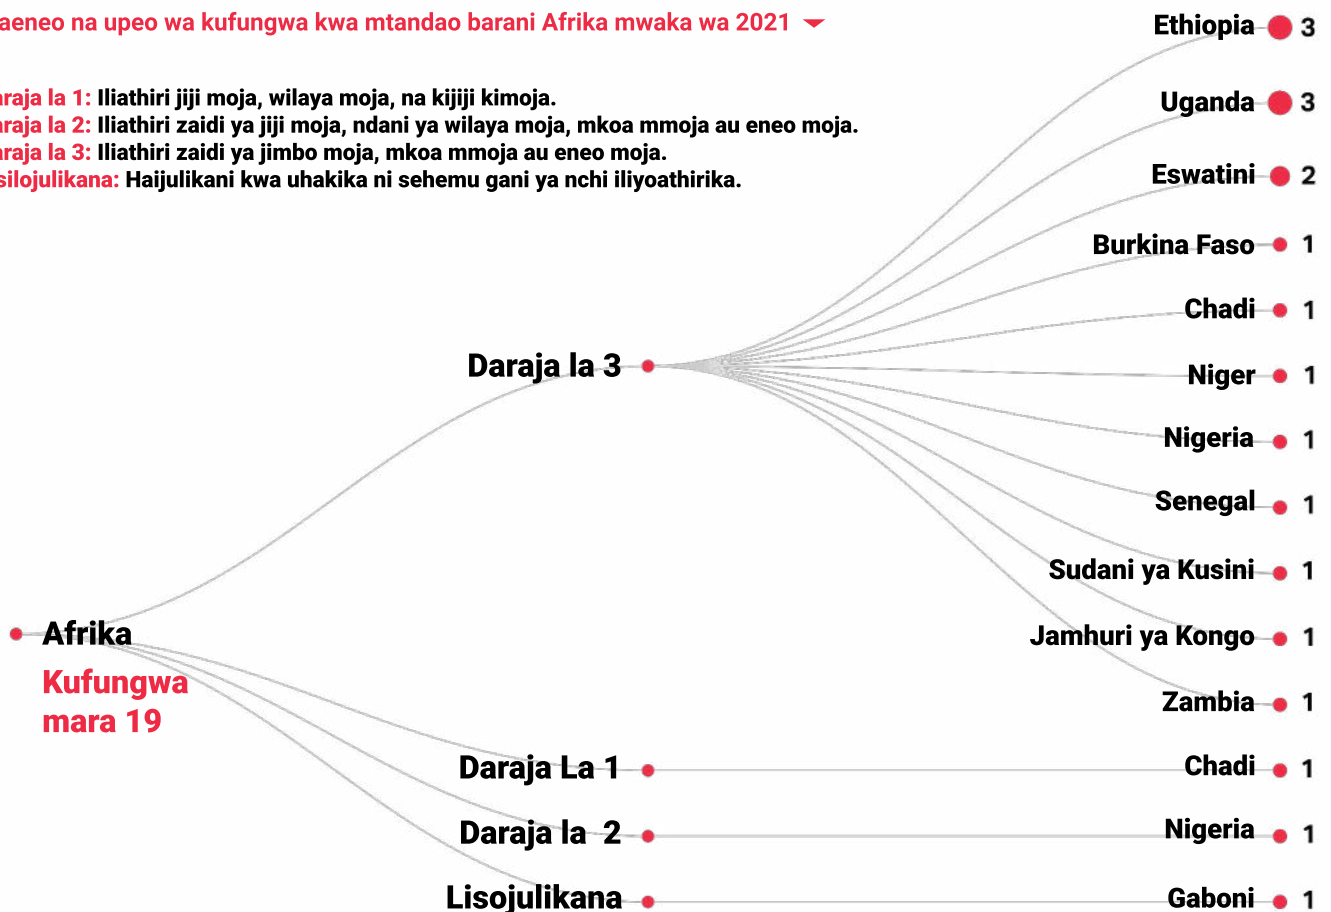 aeneo na upeo wa kufungwa kwa mtandao barani Afrika mwaka wa 2021
araja la 1: Iliathiri jiji moja, wilaya moja, na kijiji kimoja.
araja la 2: Iliathiri zaidi ya jiji moja, ndani ya wilaya moja, mkoa mmoja au eneo moja.
araja la 3: Iliathiri zaidi ya jimbo moja, mkoa mmoja au eneo moja.
silojulikana: Haijulikani kwa uhakika ni sehemu gani ya nchi iliyoathirika.
Afrika
Kufungwa
mara 19
Daraja la 3
Ethiopia 3
Uganda 3
Eswatini 2
Burkina Faso 1
Chadi 1
Niger 1
Nigeria 1
Senegal 1
Sudani ya Kusini 1
Jamhuri ya Kongo 1
Zambia 1
Daraja La 1 Chadi 1
Daraja la 2 Nigeria 1
Lisojulikana Gaboni 1